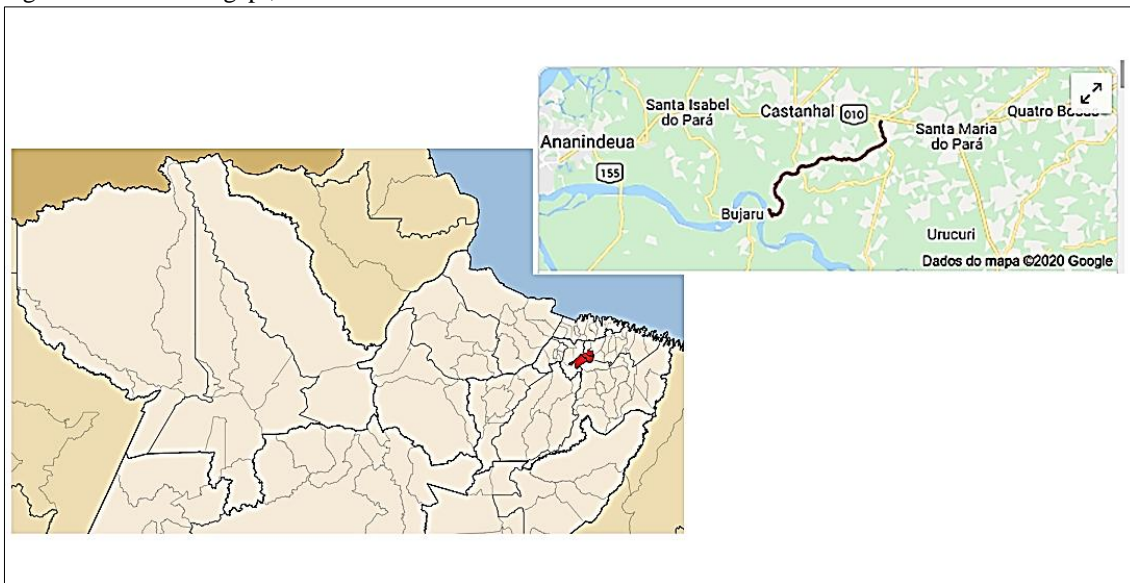 Santa Isabel
do Pará
Castanhal
010
Quatro
Santa Maria
do Pará
Ananindeua
155
Bujaru
Urucuri
Dados do mapa ©2020 Google